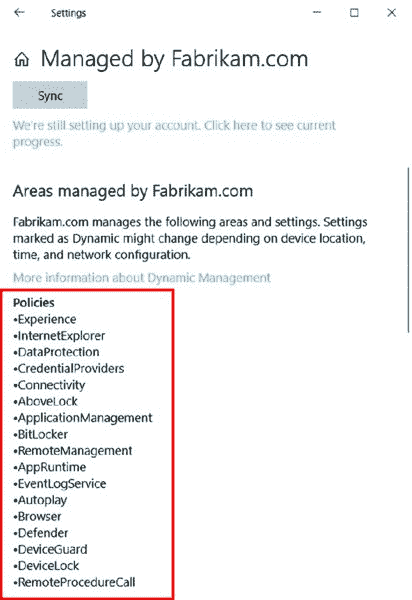 Settings
Managed by Fabrikam.com
Sync
We're still setting up your account. Click here to see current
progress.
Areas managed by Fabrikam.com
Fabrikam.com manages the following areas and settings. Settings
marked as Dynamic might change depending on device location,
time, and network configuration.
More information about Dynamic Management
Policies
•Experience
•InternetExplorer
•DataProtection
•CredentialProviders
•Connectivity
•AboveLock
•ApplicationManagement
•BitLocker
•RemoteManagement
•AppRuntime
•EventLogService
•Autoplay
•Browser
•Defender
•DeviceGuard
•DeviceLock
•RemoteProcedureCall